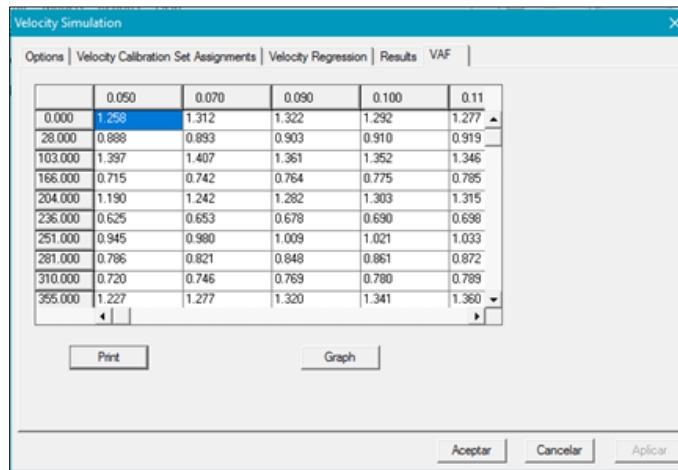 Velocity Simulation
Options Velocity Calibration Set Assignments Velocity Regression Results VAF
0.050 0.070 0.090 0.100 0.11
0.000 1.258 1.312 1.322 1.292 1.277
28.000 0.888 0.893 0.903 0.910 0.919
103.000 1.397 1.407 1.361 1.352 1.346
166.000 0.715 0.742 0.764 0.775 0.785
204.000 1.190 1.242 1.282 1.303 1.315
236.000 0.625 0.653 0.678 0.690 0.698
251.000 0.945 0.980 1.009 1.021 1.033
281.000 0.786 0.821 0.848 0.861 0.872
310.000 0.720 0.746 0.769 0.780 0.789
355.000 1.227 1.277 1.320 1.341 1.360
Print Graph
Aceptar Cancelar Aplicar